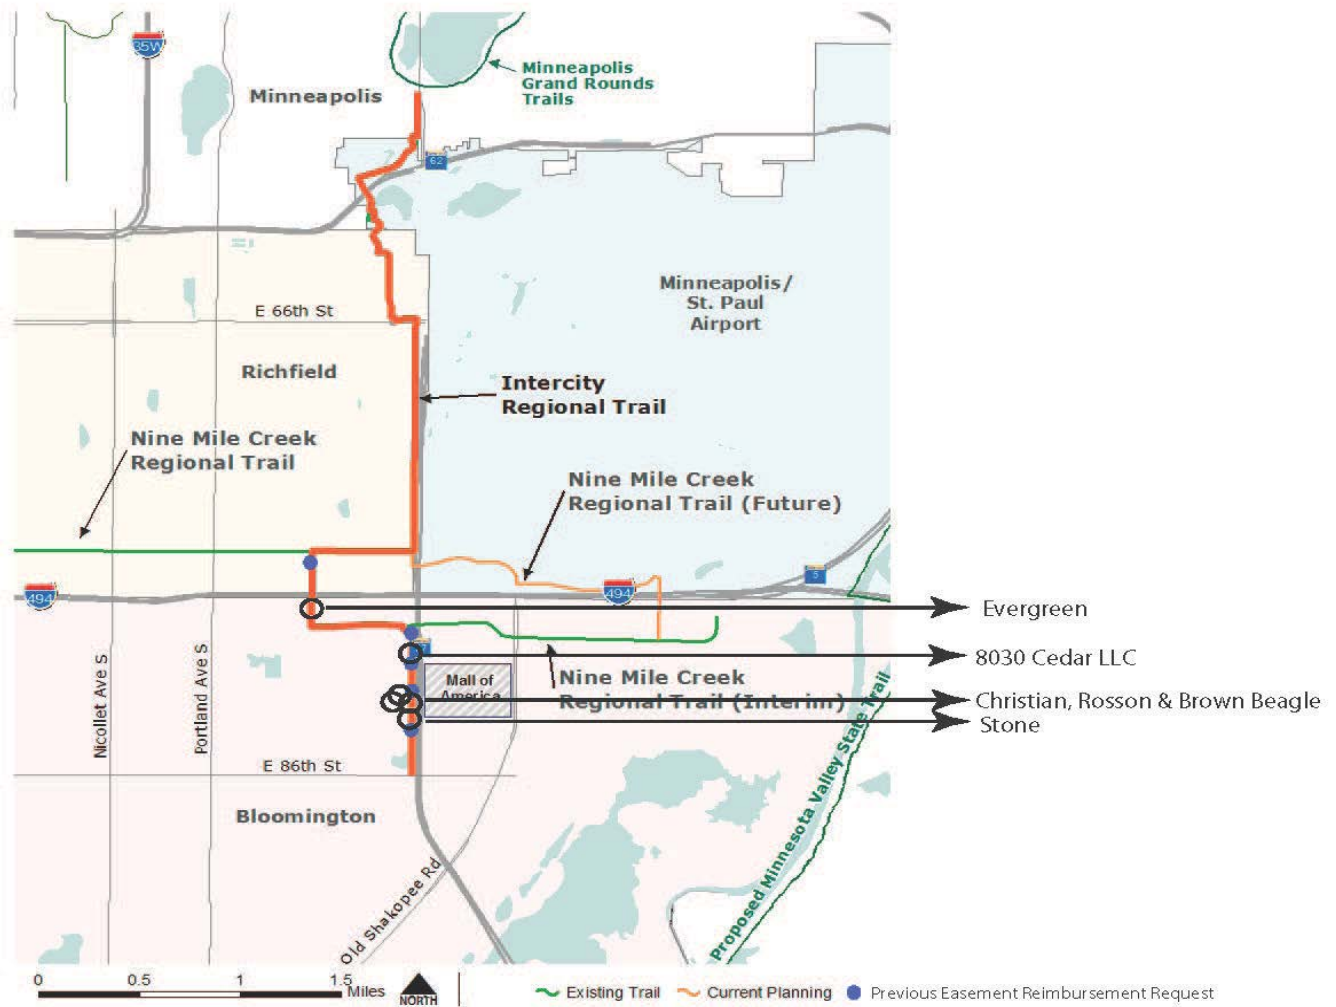 35W
Minneapolis
Minneapolis
Grand Rounds
Trails
62
Minneapolis/
St. Paul
Airport
E 66th St
Richfield
Intercity
Regional Trail
Nine Mile Creek
Regional Trail
Nine Mile Creek
Regional Trail (Future)
494
494
5
Evergreen
8030 Cedar LLC
Mall of
America
Nine Mile Creek
Regional Trail (Interim)
Christian, Rosson & Brown Beagle
Stone
Nicollet Ave S
Portland Ave S
E 86th St
Bloomington
Old Shakopee Rd
Proposed Minnesota Valley State Trail
0 0.5 1 1.5 Miles
NORTH
Existing Trail
Current Planning
Previous Easement Reimbursement Request